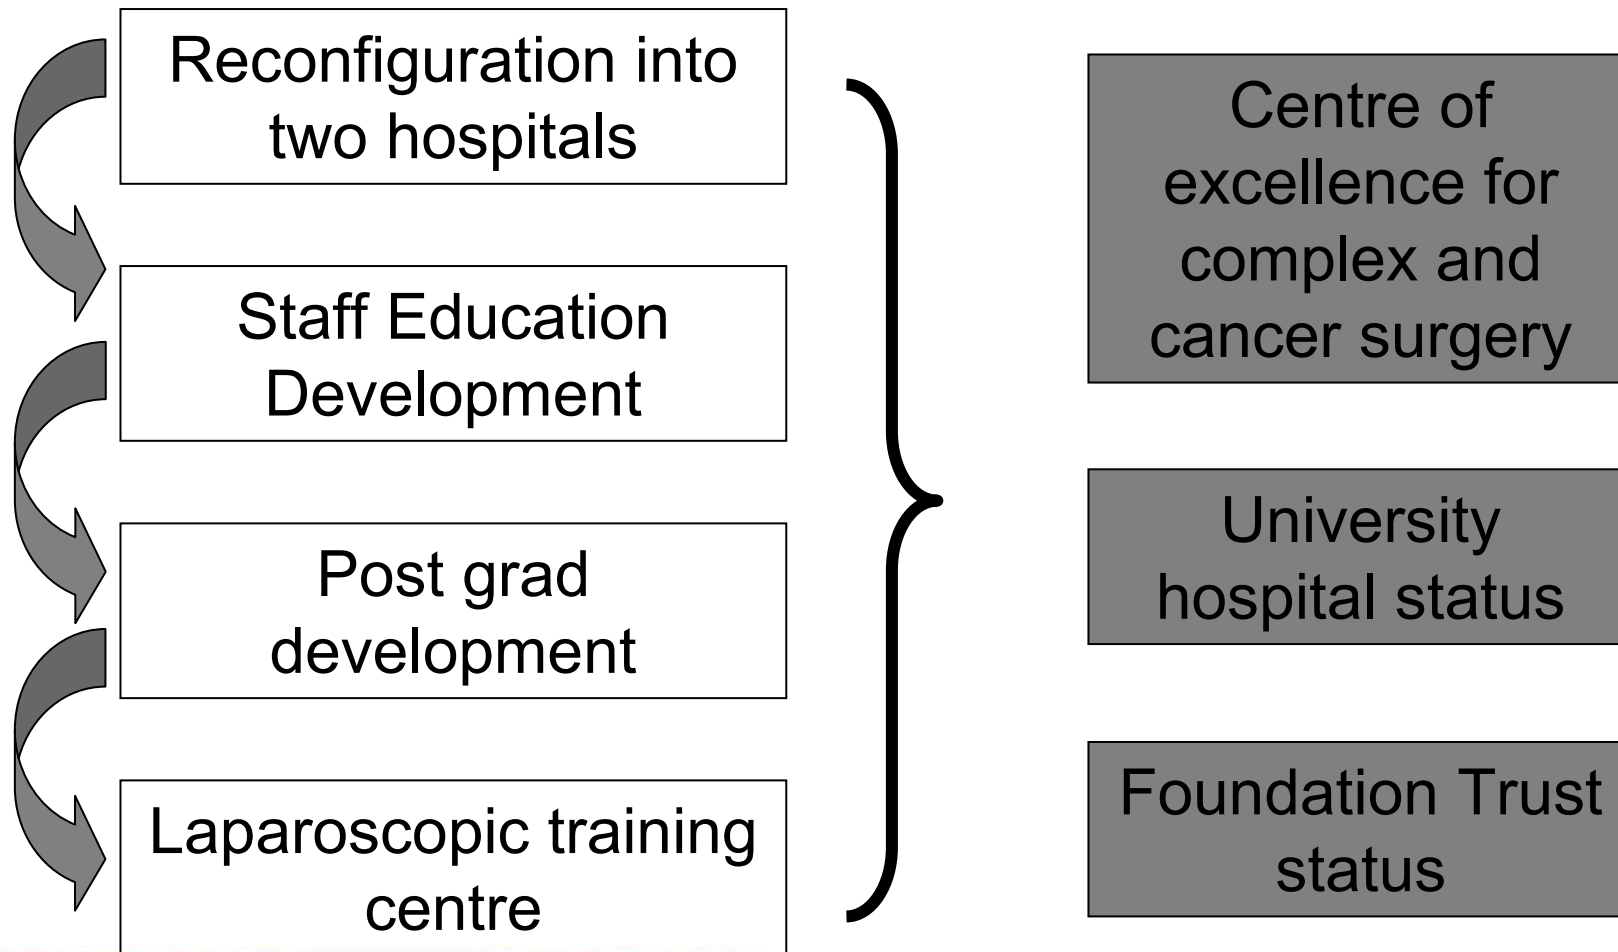 Reconfiguration into
two hospitals
Staff Education
Development
Post grad
development
Laparoscopic training
centre
Centre of
excellence for
complex and
cancer surgery
University
hospital status
Foundation Trust
status